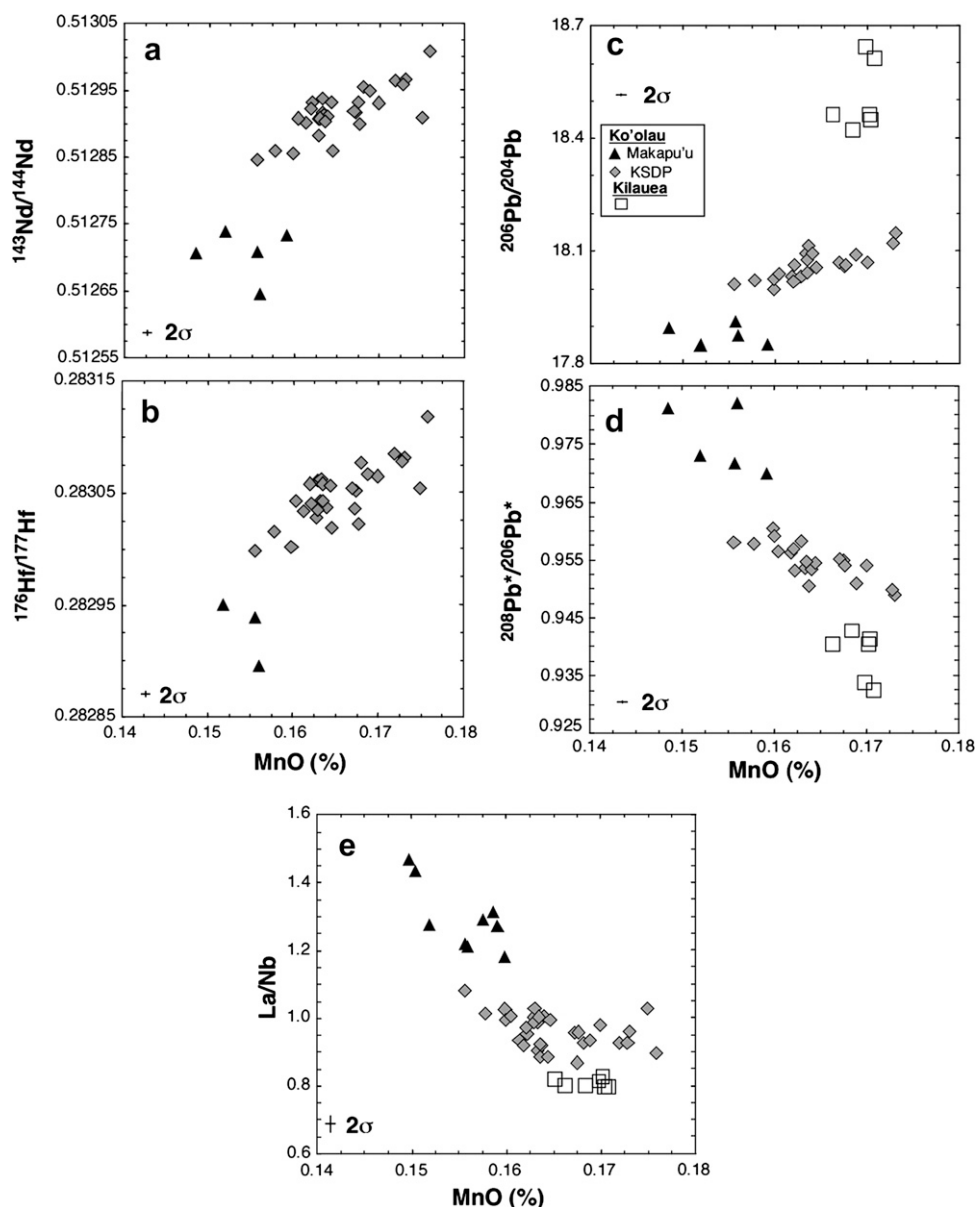 a
0.51305
0.51295
0.51285
0.51275
0.51265
0.51255
143Nd/144Nd
2σ
c
18.7
18.4
18.1
17.8
206Pb/204Pb
2σ
Ko'olau
Makapu'u
KSDP
Kilauea
b
0.28315
0.28305
0.28295
0.28285
176Hf/177Hf
2σ
0.14 0.15 0.16 0.17 0.18
MnO (%)
d
0.985
0.975
0.965
0.955
0.945
0.935
0.925
208Pb*/206Pb*
2σ
0.14 0.15 0.16 0.17 0.18
MnO (%)
e
1.6
1.4
1.2
1.0
0.8
0.6
La/Nb
2σ
0.14 0.15 0.16 0.17 0.18
MnO (%)